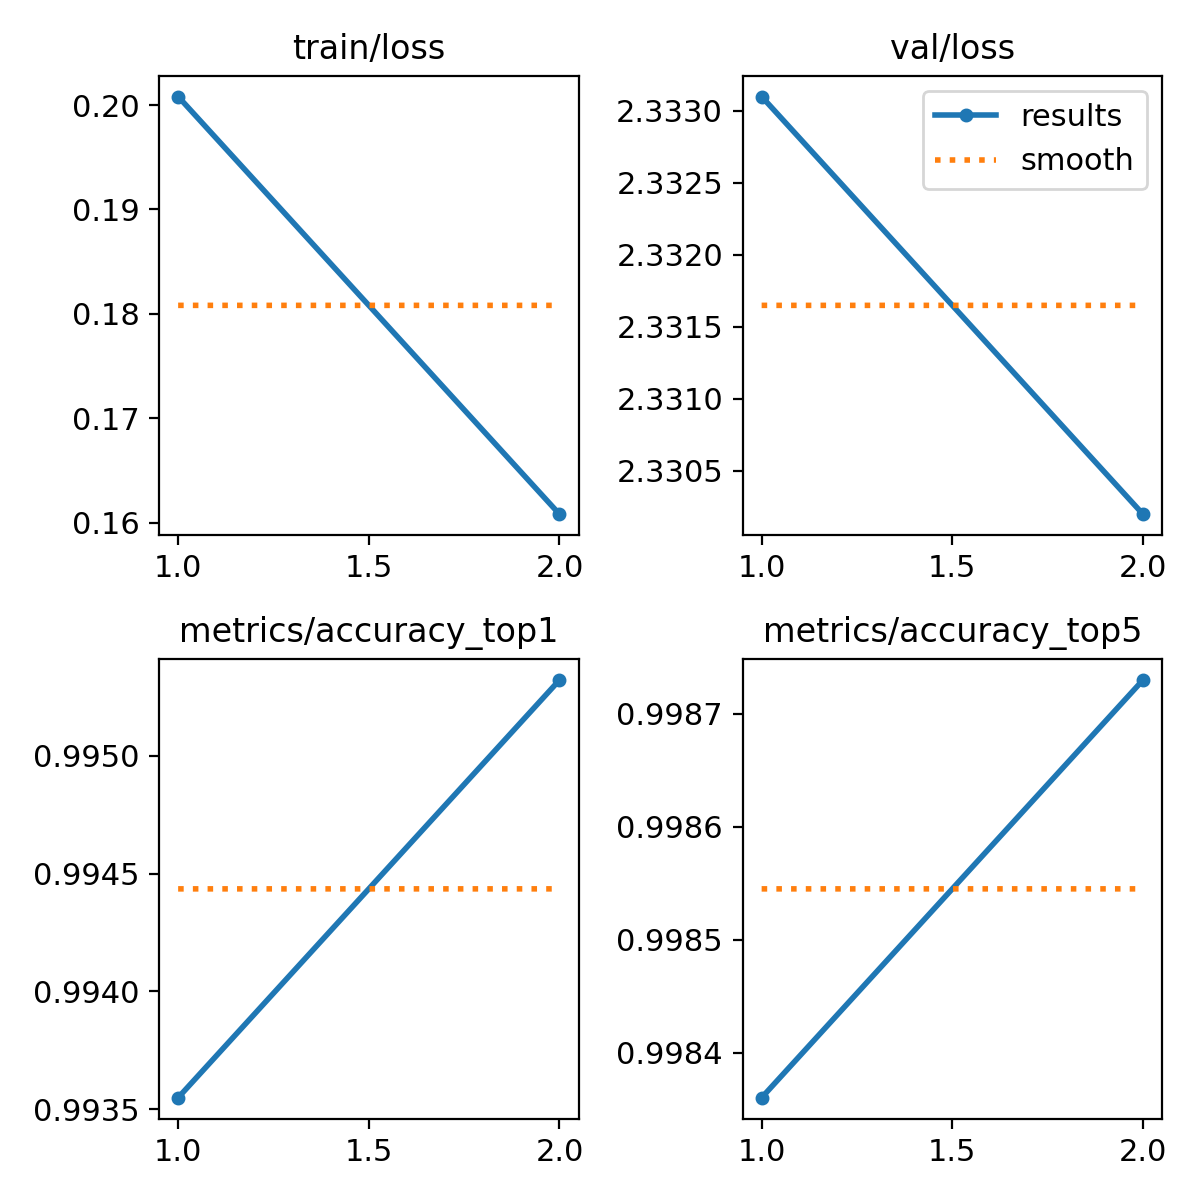 train/loss
0.20
0.19
0.18
0.17
0.16
1.0 1.5 2.0
val/loss
results
smooth
2.3330
2.3325
2.3320
2.3315
2.3310
2.3305
1.0 1.5 2.0
metrics/accuracy_top1
0.9950
0.9945
0.9940
0.9935
1.0 1.5 2.0
metrics/accuracy_top5
0.9987
0.9986
0.9985
0.9984
1.0 1.5 2.0